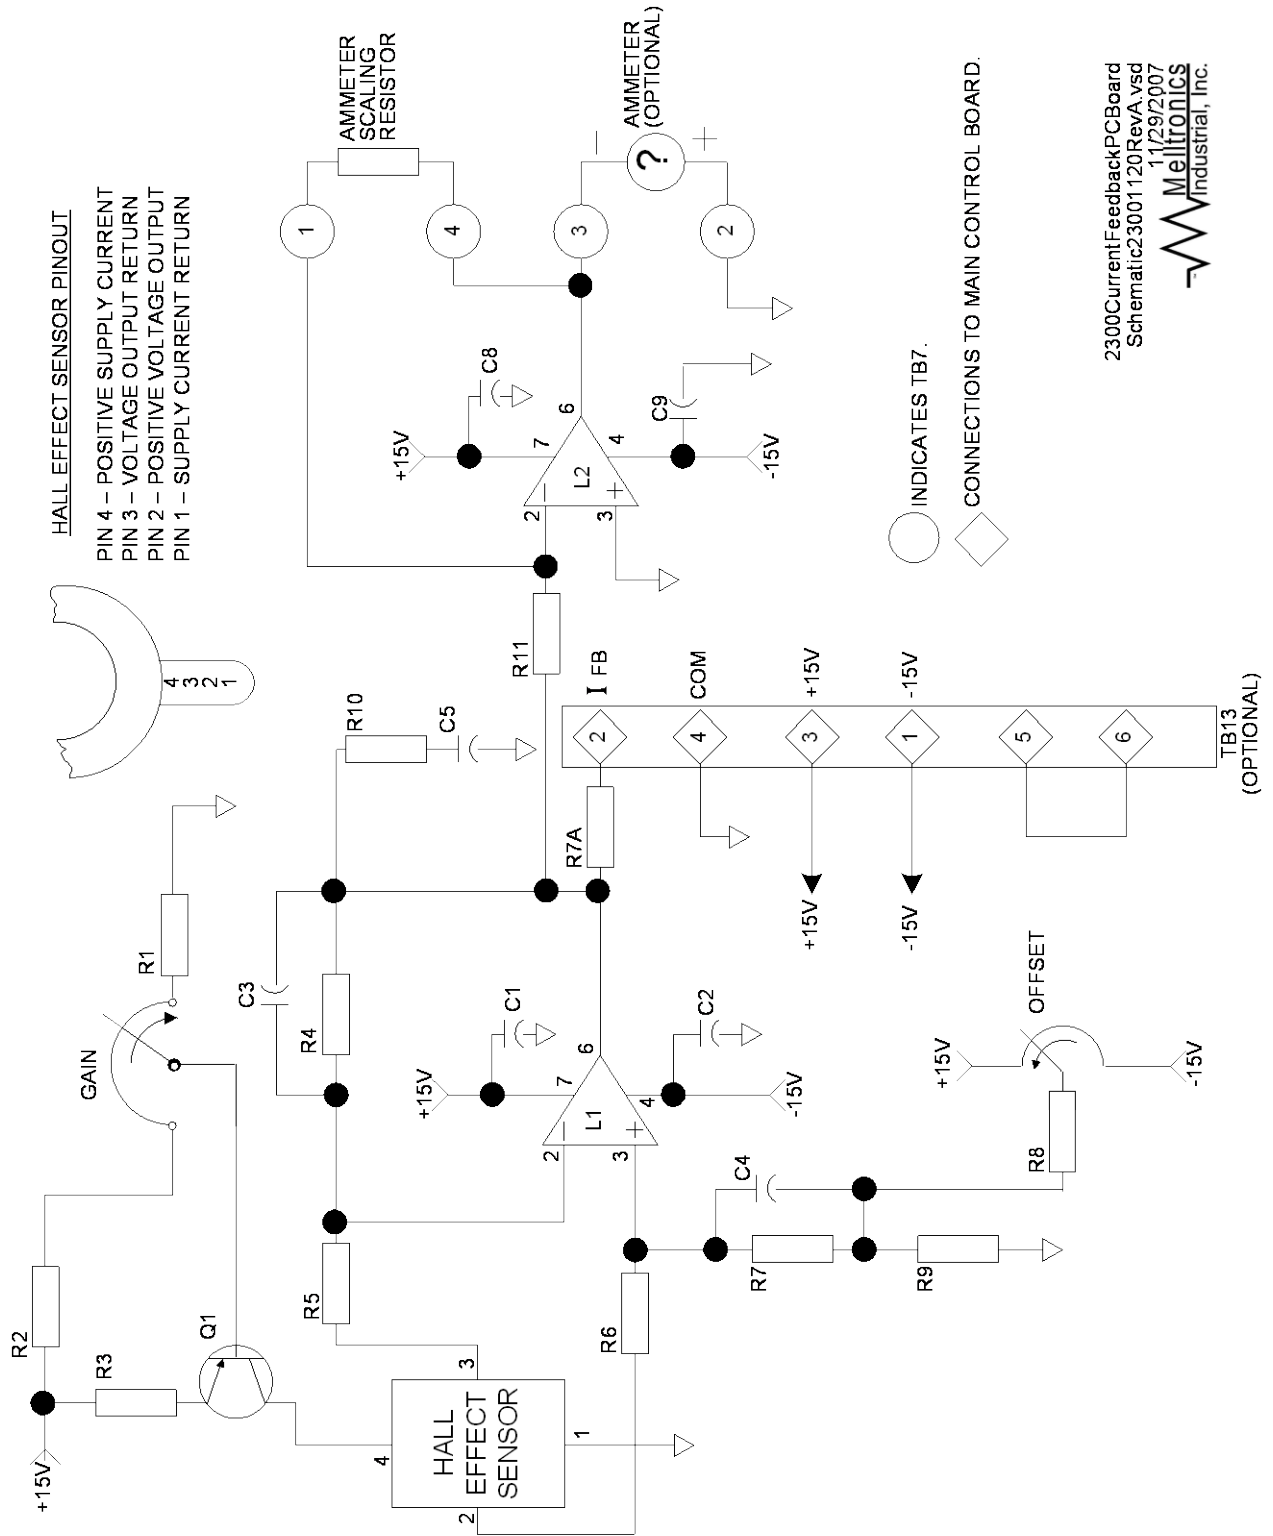 HALL EFFECT SENSOR PINOUT
PIN 4 – POSITIVE SUPPLY CURRENT
PIN 3 – VOLTAGE OUTPUT RETURN
PIN 2 – POSITIVE VOLTAGE OUTPUT
PIN 1 – SUPPLY CURRENT RETURN
4
3
2
1
+15V
R2
R3
Q1
GAIN
R1
4
HALL
EFFECT
SENSOR
3
2
1
R5
R6
C3
R4
R10
C5
+15V
C1
2
7
L1
6
3
4
C2
-15V
R7
C4
R9
R8
+15V
OFFSET
-15V
R7A
R11
2
I FB
4
COM
3
+15V
+15V
1
-15V
-15V
5
6
TB13
(OPTIONAL)
+15V
C8
2
7
L2
6
3
4
C9
-15V
1
AMMETER
SCALING
RESISTOR
4
3
–
?
AMMETER
(OPTIONAL)
+
2
INDICATES TB7.
CONNECTIONS TO MAIN CONTROL BOARD.
2300CurrentFeedbackPCBoard
Schematic23001120RevA.vsd
11/29/2007
Melltronics
Industrial, Inc.